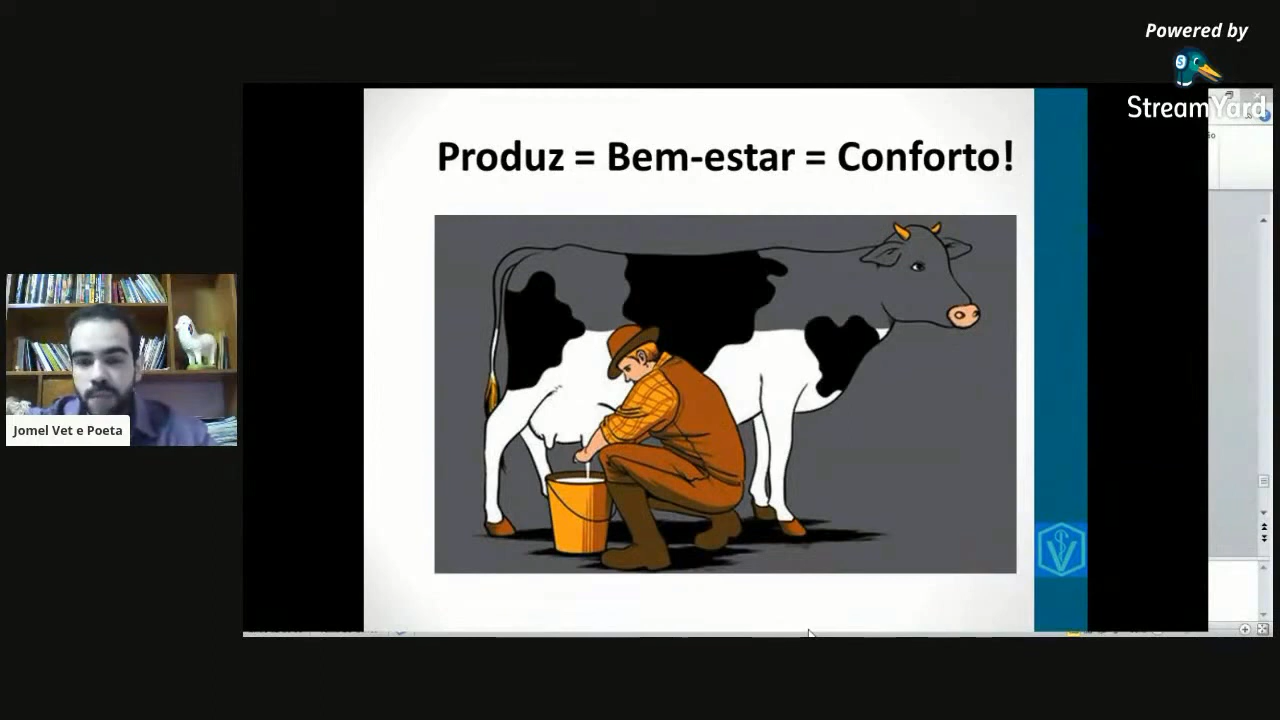 Powered by
StreamYard
Produz = Bem-estar = Conforto!
Jomel Vet e Poeta